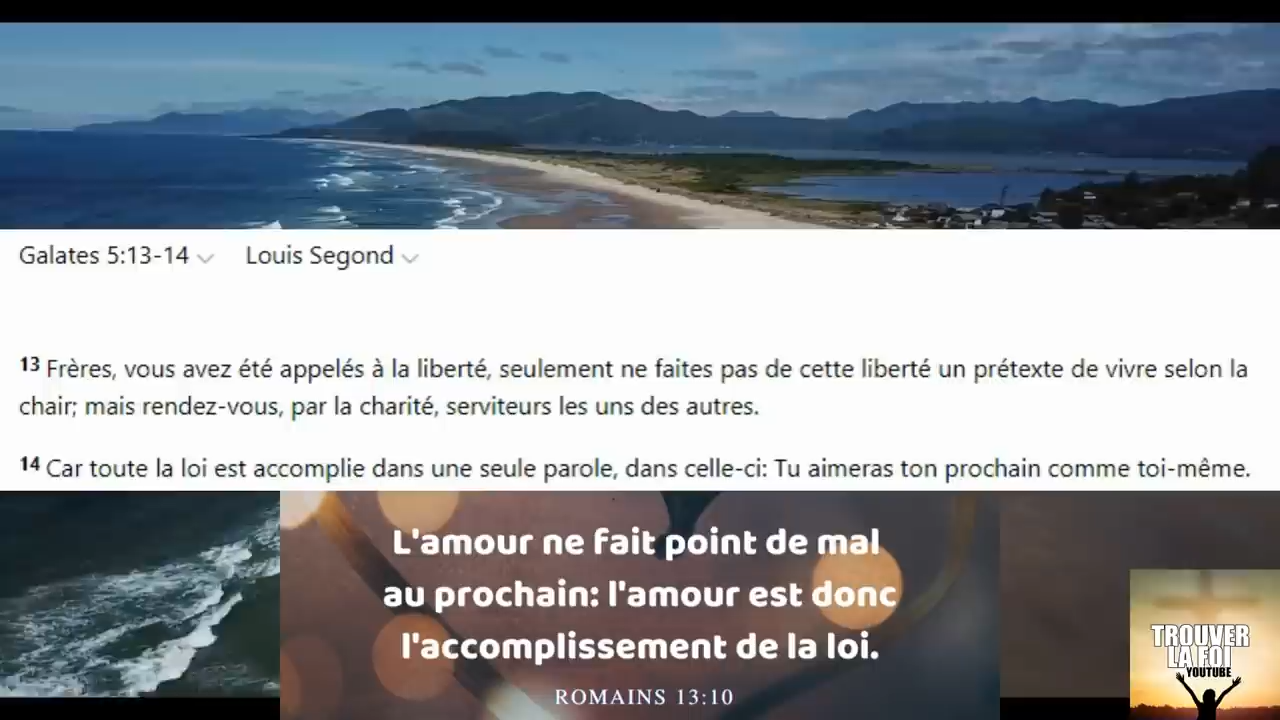 Galates 5:13-14 Louis Segond
13 Frères, vous avez été appelés à la liberté, seulement ne faites pas de cette liberté un prétexte de vivre selon la
chair; mais rendez-vous, par la charité, serviteurs les uns des autres.
14 Car toute la loi est accomplie dans une seule parole, dans celle-ci: Tu aimeras ton prochain comme toi-même.
L'amour ne fait point de mal
au prochain: l'amour est donc
l'accomplissement de la loi.
ROMAINS 13:10
TROUVER
LA FOI
YOUTUBE